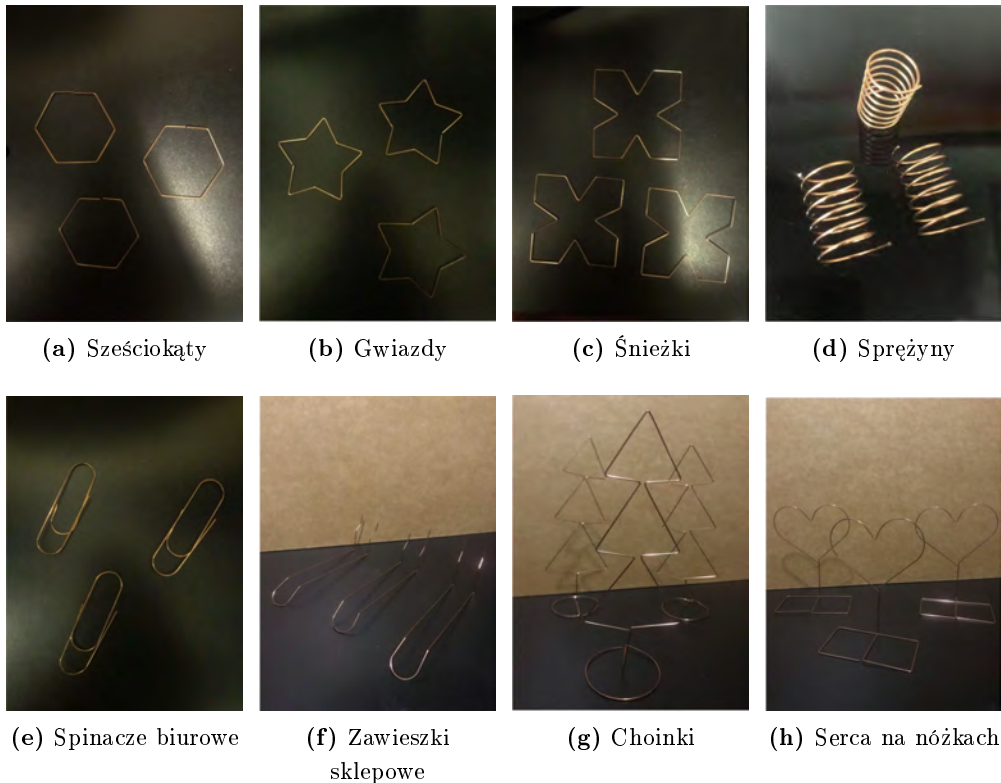 (a) Sześciokąty
(b) Gwiazdy
(c) Śnieżki
(d) Sprężyny
(e) Spinacze biurowe
(f) Zawieszki
sklepowe
(g) Choinki
(h) Serca na nóżkach